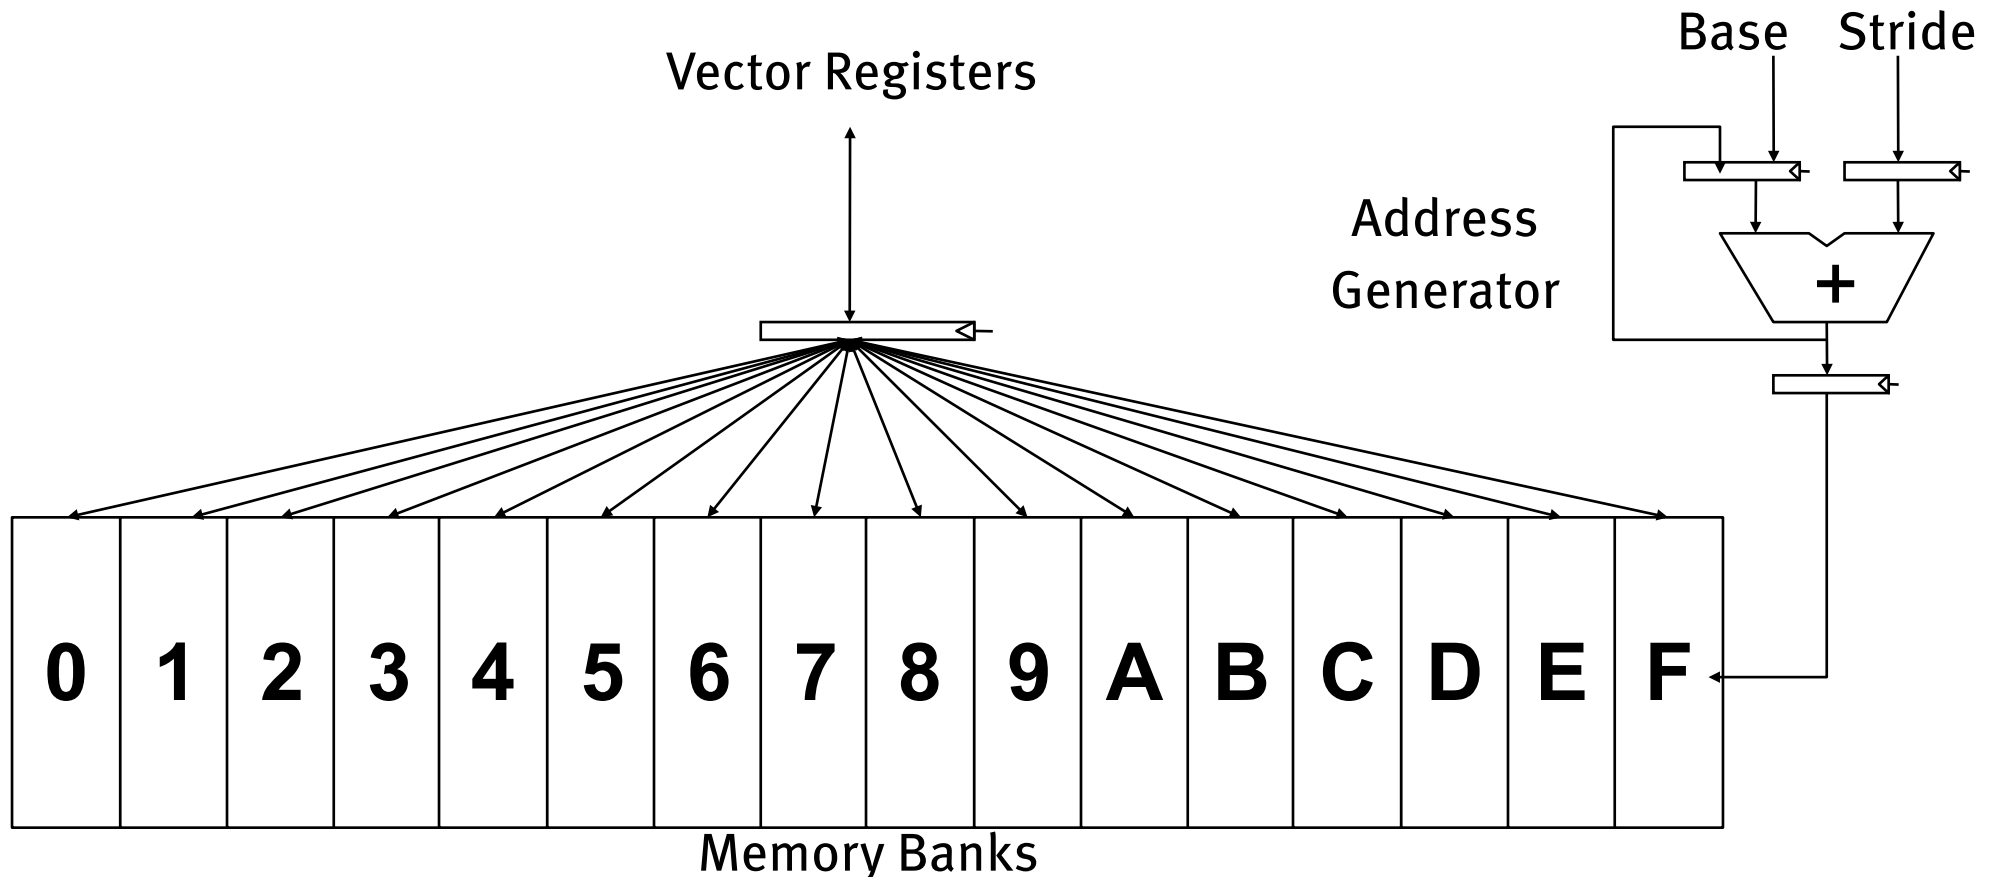 Base Stride
Vector Registers
Address
Generator
+
0 1 2 3 4 5 6 7 8 9 A B C D E F
Memory Banks